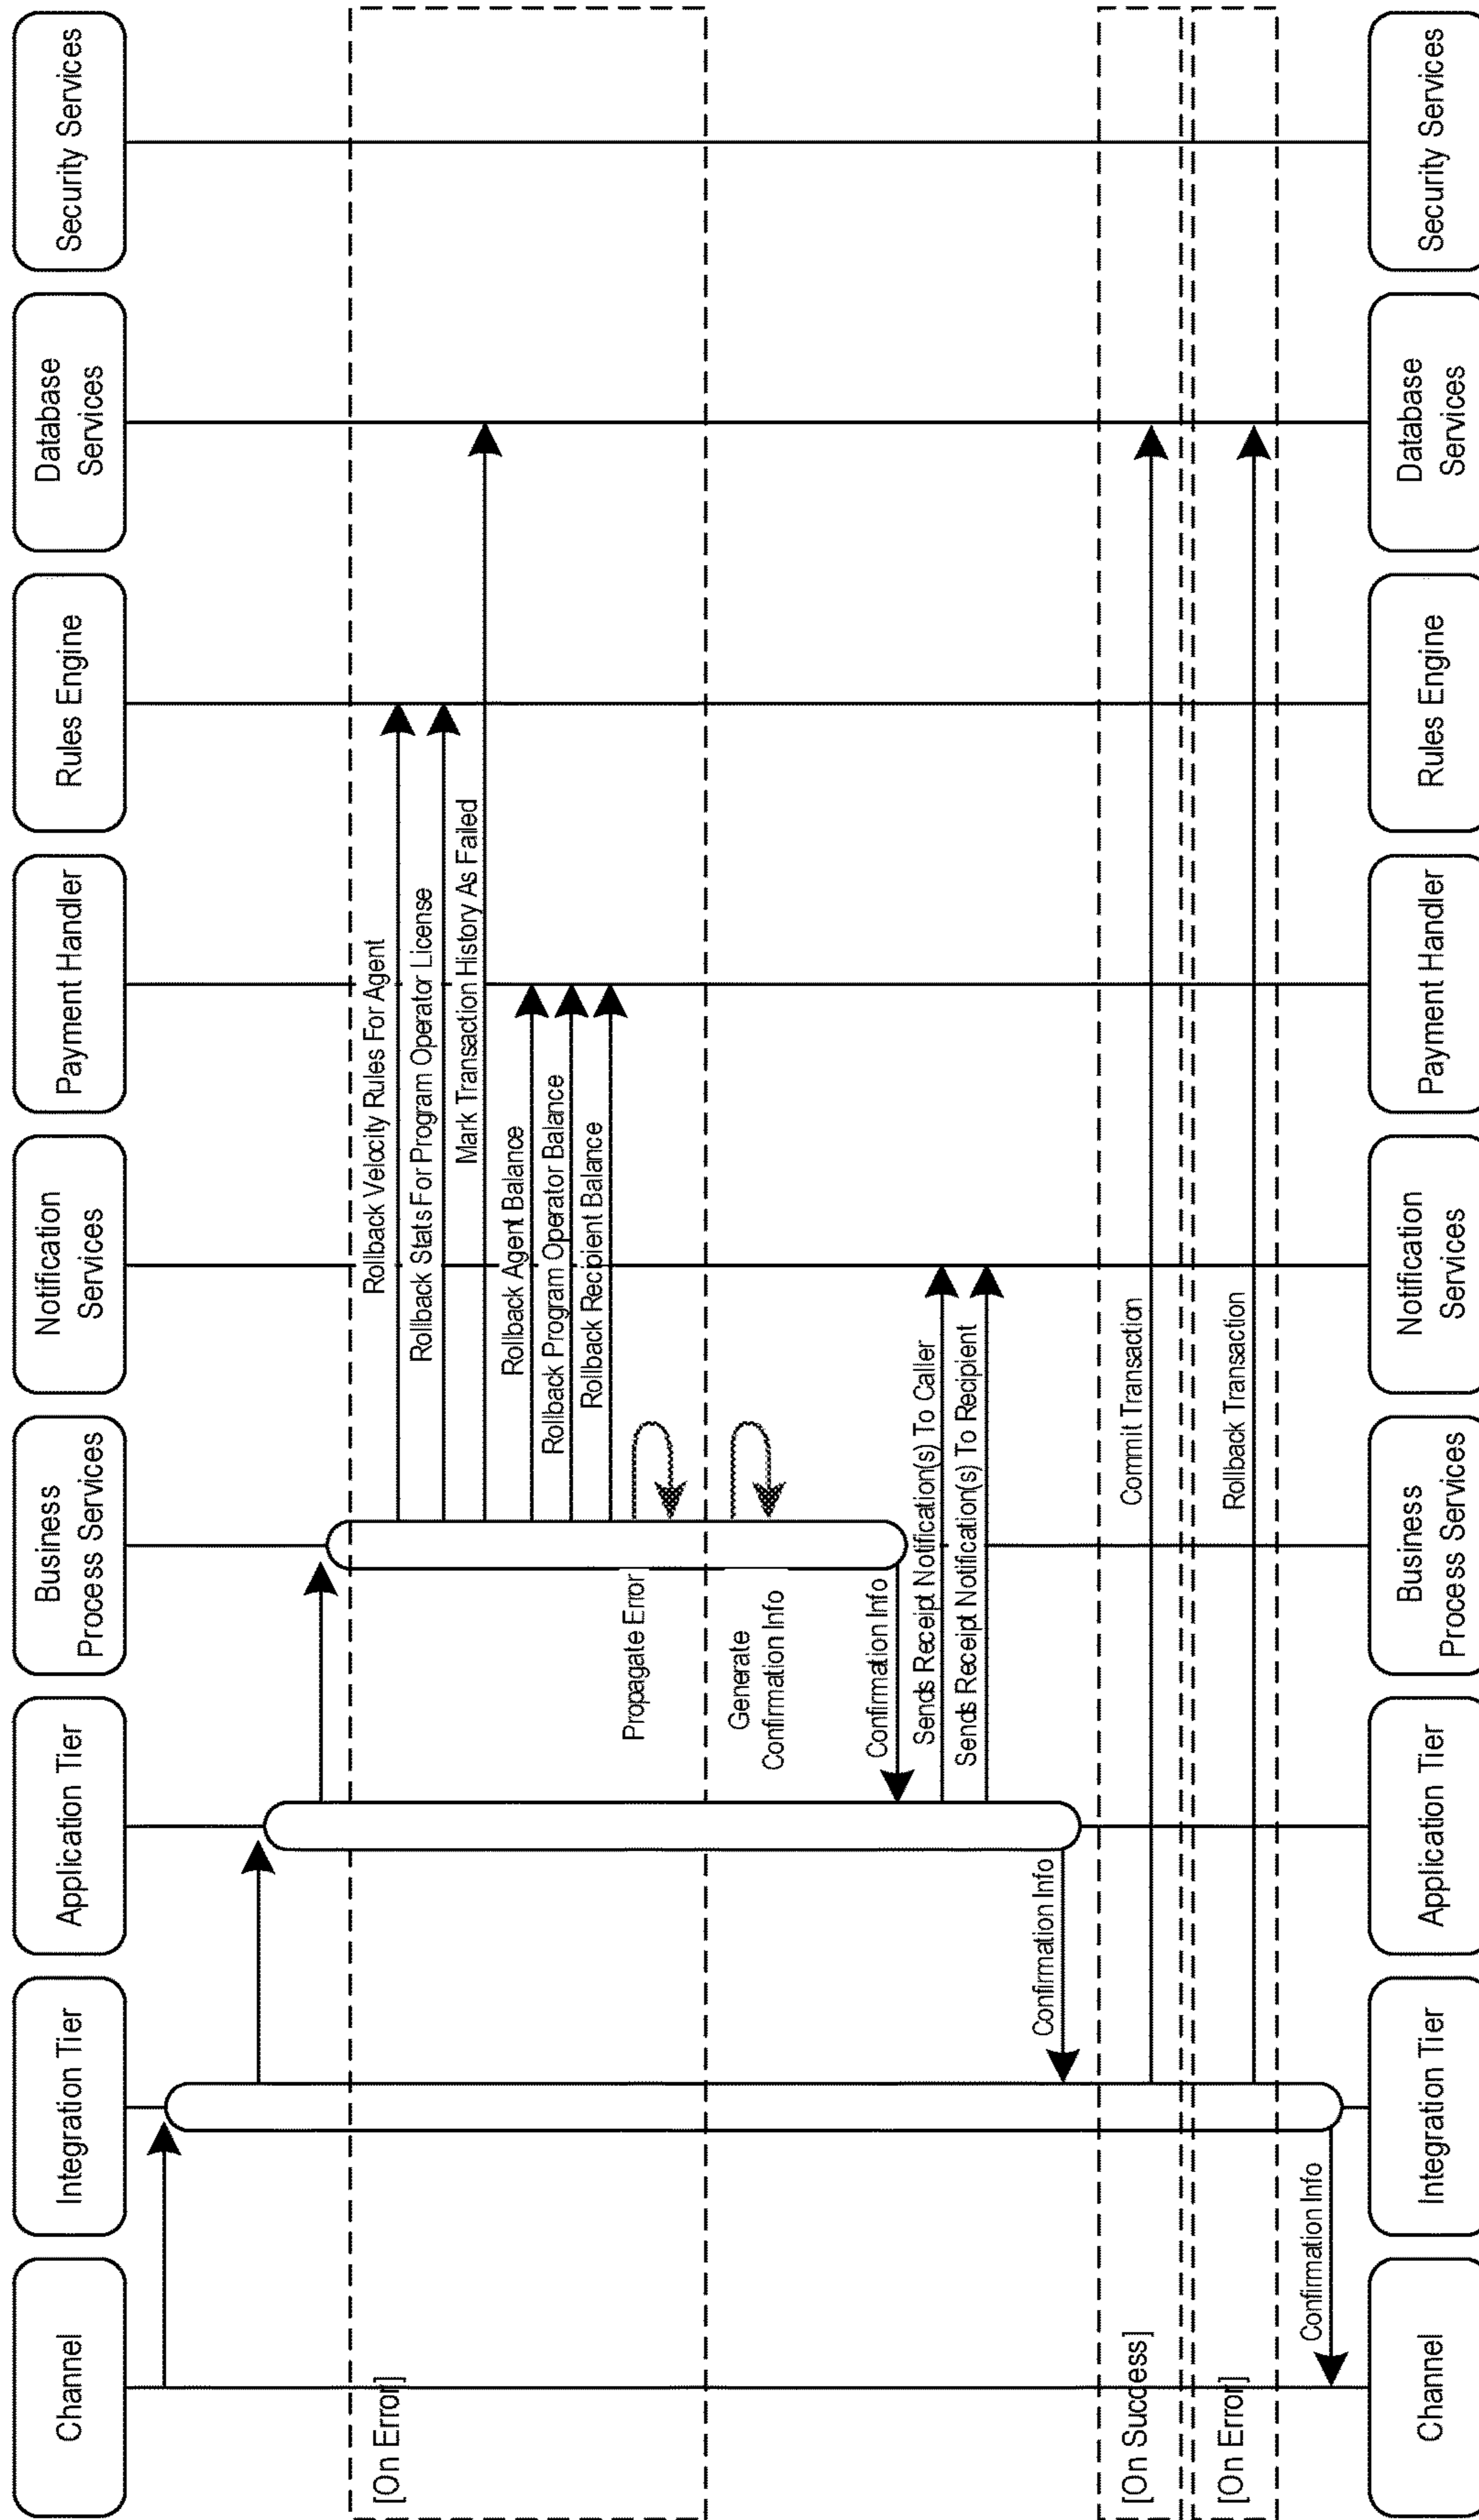 Channel
Integration Tier
Application Tier
Business
Process Services
Notification
Services
Payment Handler
Rules Engine
Database
Services
Security Services
[On Error]
Rollback Velocity Rules For Agent
Rollback Stats For Program Operator License
Mark Transaction History As Failed
Rollback Agent Balance
Rollback Program Operator Balance
Rollback Recipient Balance
Propagate Error
Generate
Confirmation Info
Confirmation Info
Sends Receipt Notification(s) To Caller
Sends Receipt Notification(s) To Recipient
Confirmation Info
[On Success]
Commit Transaction
[On Error]
Rollback Transaction
Confirmation Info
Channel
Integration Tier
Application Tier
Business
Process Services
Notification
Services
Payment Handler
Rules Engine
Database
Services
Security Services